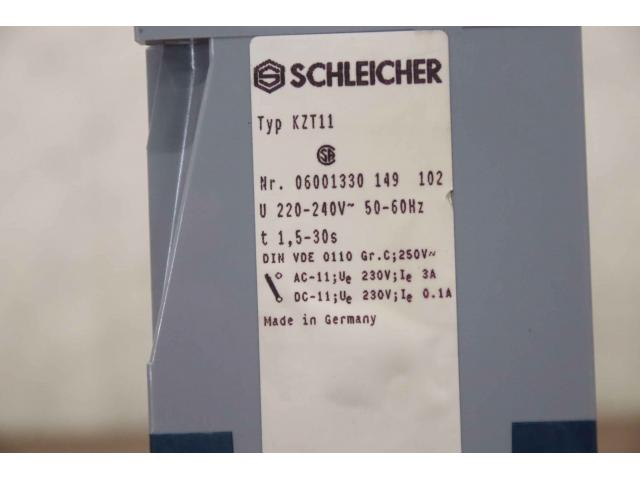 SCHLEICHER
Typ KZT11
Nr. 06001330 149 102
U 220-240V~ 50-60Hz
t 1,5-30s
DIN VDE 0110 Gr.C;250V~
AC-11;Ue 230V;Ie 3A
DC-11;Ue 230V;Ie 0.1A
Made in Germany